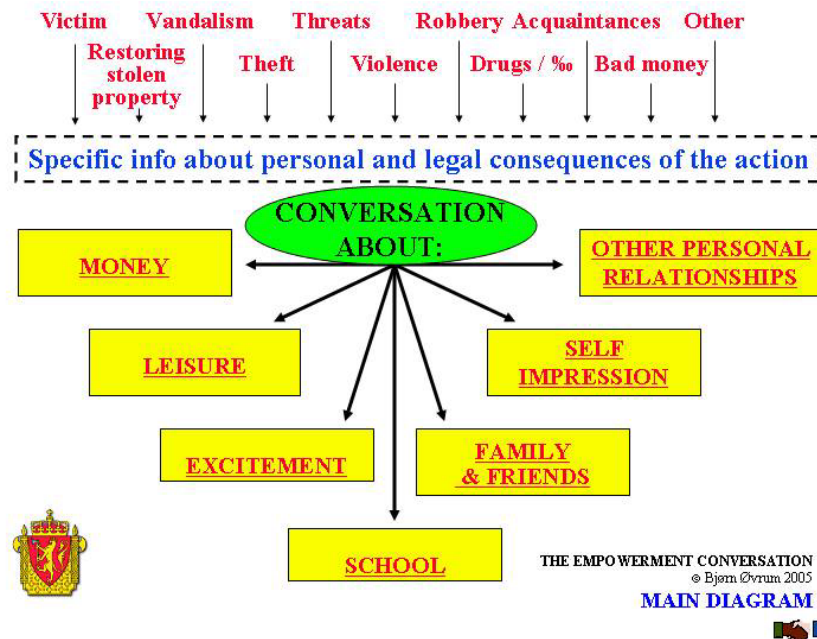 Victim Vandalism Threats Robbery Acquaintances Other
Restoring
stolen
property
Theft Violence Drugs / ‰ Bad money
Specific info about personal and legal consequences of the action
CONVERSATION
ABOUT:
MONEY
OTHER PERSONAL
RELATIONSHIPS
LEISURE
SELF
IMPRESSION
EXCITEMENT
FAMILY
& FRIENDS
SCHOOL
THE EMPOWERMENT CONVERSATION
© Bjørn Øvrum 2005
MAIN DIAGRAM